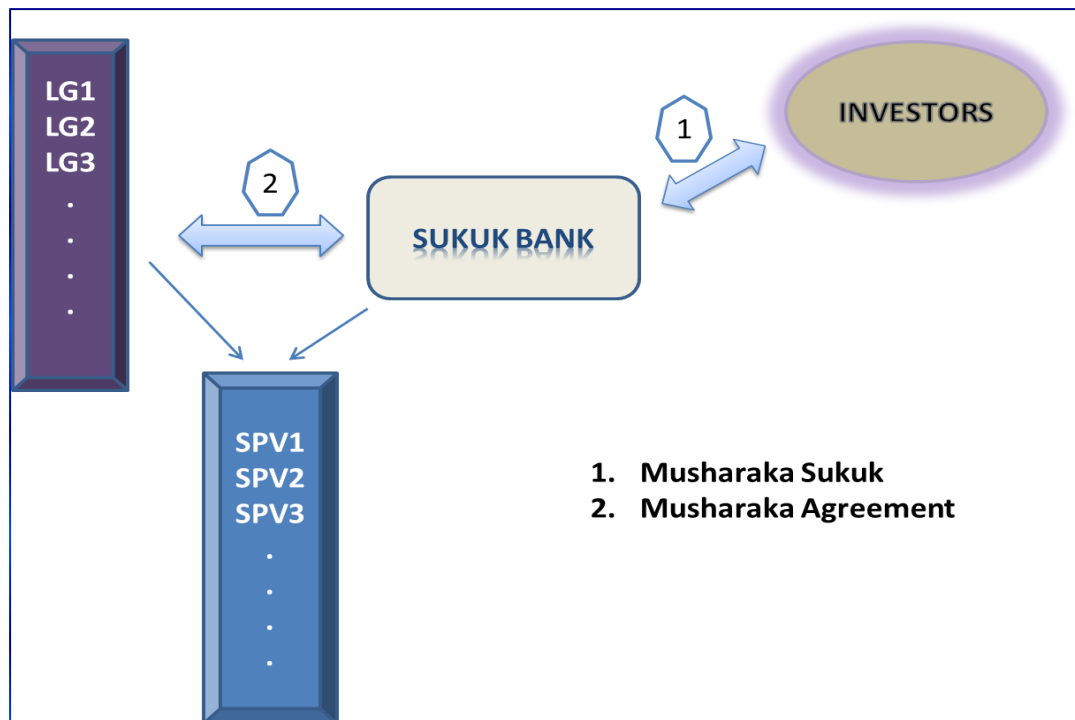 LG1
LG2
LG3
.
.
.
.
2
1
INVESTORS
SUKUK BANK
SPV1
SPV2
SPV3
.
.
.
.
1. Musharaka Sukuk
2. Musharaka Agreement